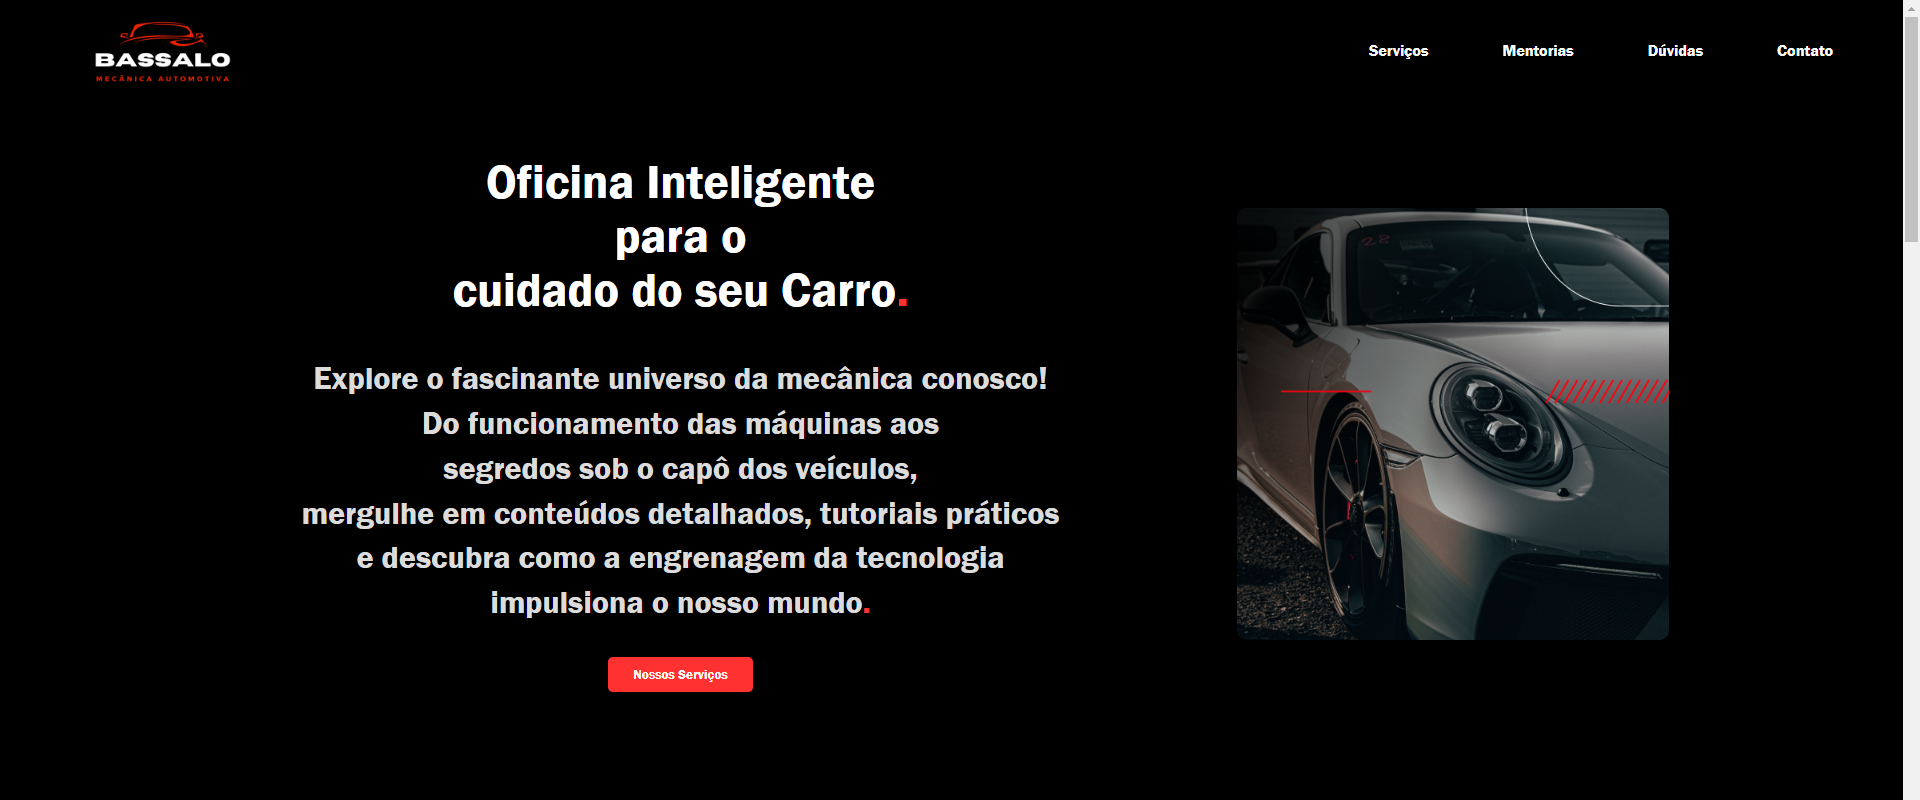 BASSALO
MECÂNICA AUTOMOTIVA
Serviços
Mentorias
Dúvidas
Contato
Oficina Inteligente
para o
cuidado do seu Carro.
Explore o fascinante universo da mecânica conosco!
Do funcionamento das máquinas aos
segredos sob o capô dos veículos,
mergulhe em conteúdos detalhados, tutoriais práticos
e descubra como a engrenagem da tecnologia
impulsiona o nosso mundo.
28
Nossos Serviços